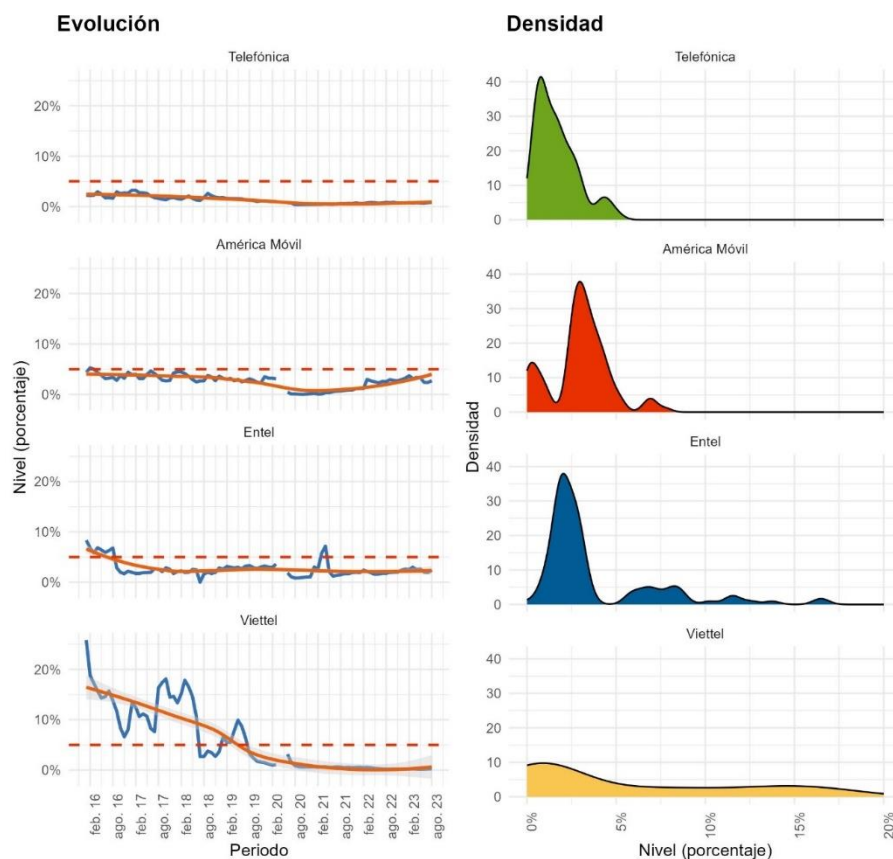 Evolución
Telefónica
20%
10%
0%
América Móvil
20%
10%
0%
Entel
20%
10%
0%
Viettel
20%
10%
0%
Nivel (porcentaje)
feb. 16
ago. 16
feb. 17
ago. 17
feb. 18
ago. 18
feb. 19
ago. 19
feb. 20
ago. 20
feb. 21
ago. 21
feb. 22
ago. 22
feb. 23
ago. 23
Periodo
Densidad
Telefónica
40
30
20
10
0
América Móvil
40
30
20
10
0
Entel
40
30
20
10
0
Viettel
40
30
20
10
0
Densidad
0%
5%
10%
15%
20%
Nivel (porcentaje)